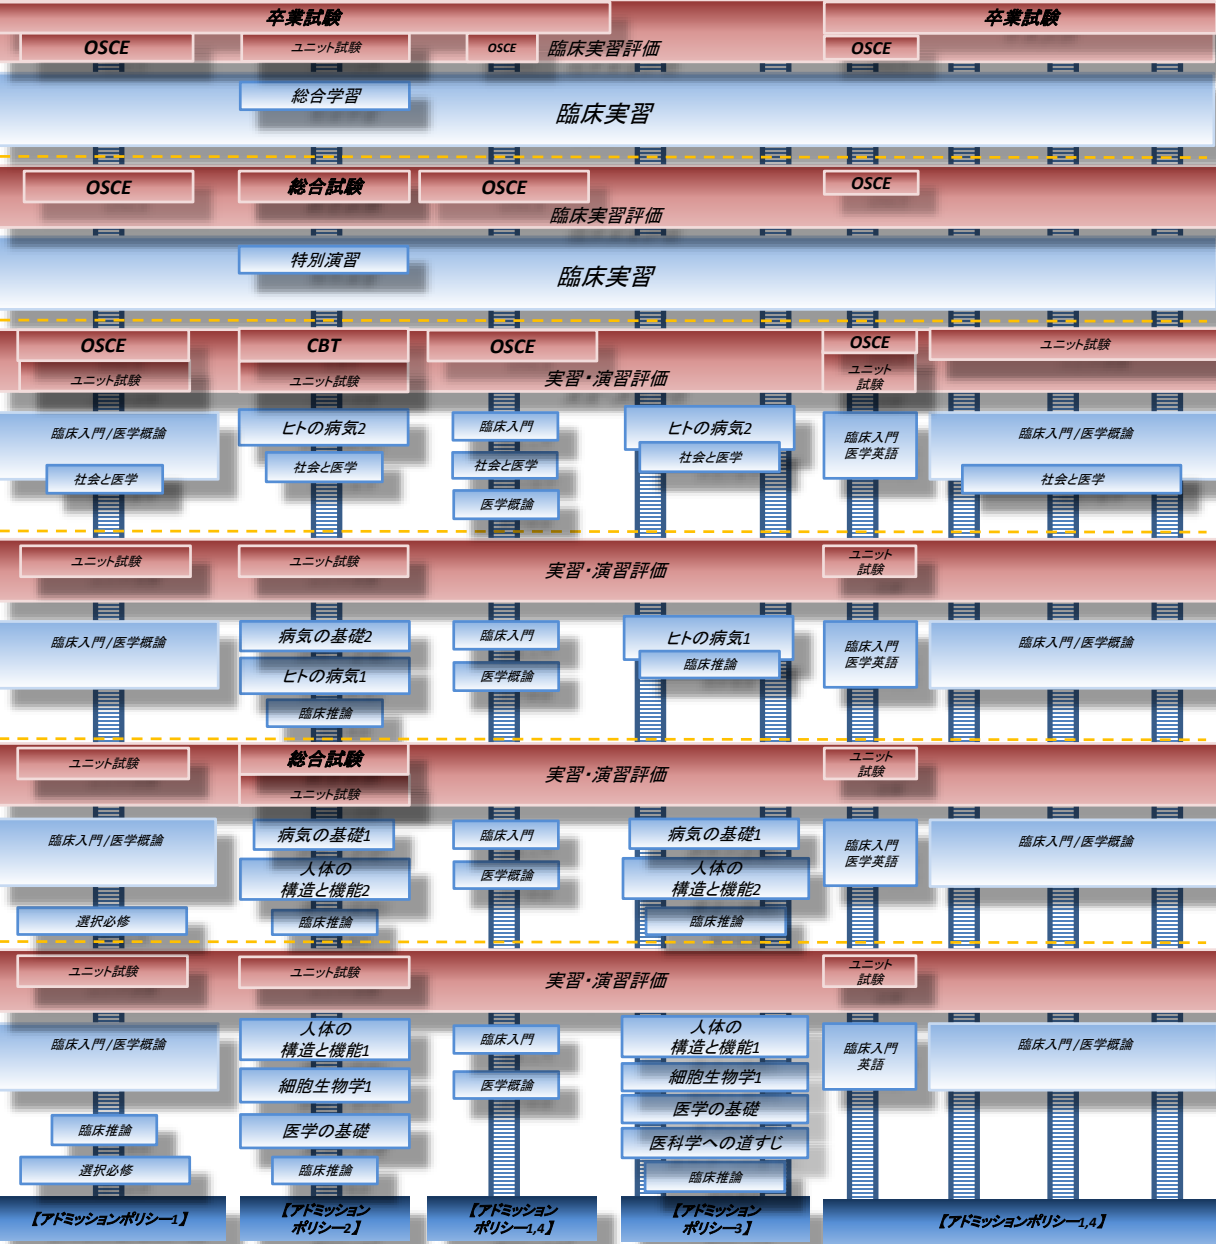 卒業試験
卒業試験
OSCE
ユニット試験
OSCE
臨床実習評価
OSCE
総合学習
臨床実習
OSCE
総合試験
OSCE
臨床実習評価
OSCE
特別演習
臨床実習
OSCE
CBT
OSCE
OSCE
ユニット試験
ユニット試験
ユニット試験
実習・演習評価
ユニット
試験
臨床入門/医学概論
ヒトの病気2
臨床入門
ヒトの病気2
臨床入門
医学英語
臨床入門/医学概論
社会と医学
社会と医学
社会と医学
社会と医学
社会と医学
医学概論
ユニット試験
ユニット試験
実習・演習評価
ユニット
試験
臨床入門/医学概論
病気の基礎2
臨床入門
ヒトの病気1
臨床入門
医学英語
臨床入門/医学概論
ヒトの病気1
医学概論
臨床推論
臨床推論
ユニット試験
総合試験
ユニット試験
実習・演習評価
ユニット
試験
臨床入門/医学概論
病気の基礎1
臨床入門
病気の基礎1
臨床入門
医学英語
臨床入門/医学概論
人体の
構造と機能2
医学概論
人体の
構造と機能2
選択必修
臨床推論
臨床推論
ユニット試験
ユニット試験
実習・演習評価
ユニット
試験
臨床入門/医学概論
人体の
構造と機能1
臨床入門
人体の
構造と機能1
臨床入門
英語
臨床入門/医学概論
細胞生物学1
医学概論
細胞生物学1
医学の基礎
臨床推論
医学の基礎
医科学への道すじ
選択必修
臨床推論
臨床推論
【アドミッションポリシー1】
【アドミッション
ポリシー2】
【アドミッション
ポリシー1,4】
【アドミッション
ポリシー3】
【アドミッションポリシー1,4】